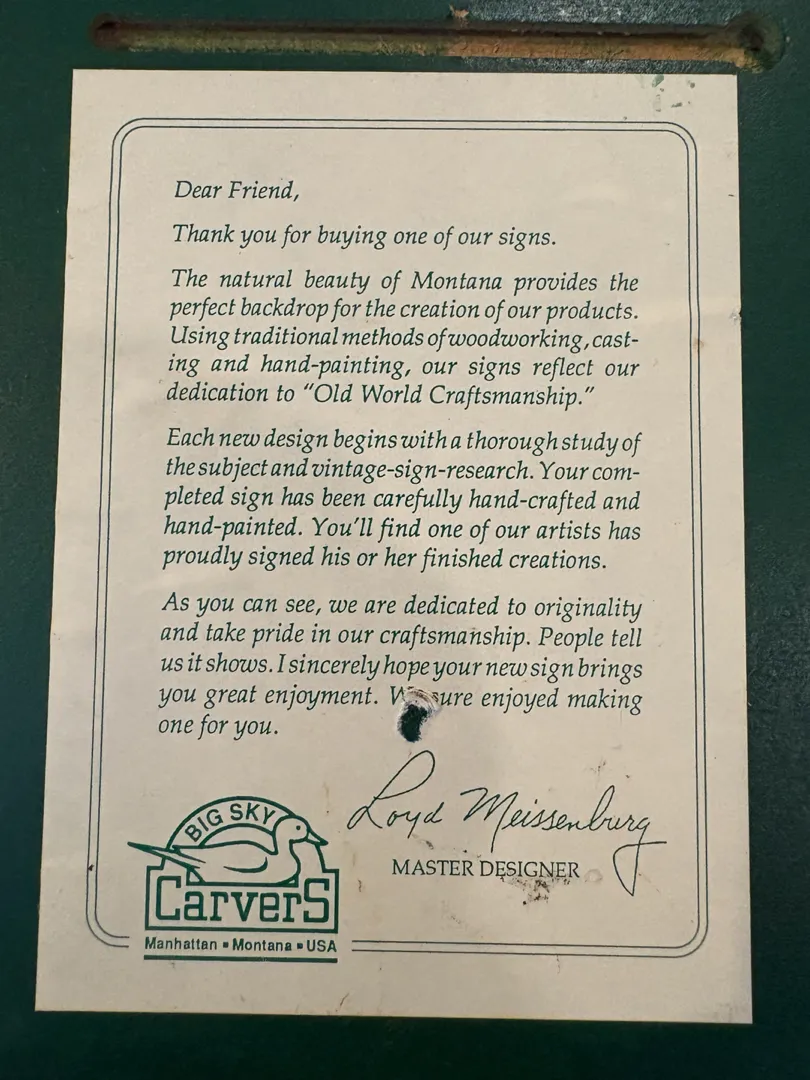 Dear Friend,
Thank you for buying one of our signs.
The natural beauty of Montana provides the
perfect backdrop for the creation of our products.
Using traditional methods of woodworking, cast-
ing and hand-painting, our signs reflect our
dedication to "Old World Craftsmanship."
Each new design begins with a thorough study of
the subject and vintage-sign-research. Your com-
pleted sign has been carefully hand-crafted and
hand-painted. You'll find one of our artists has
proudly signed his or her finished creations.
As you can see, we are dedicated to originality
and take pride in our craftsmanship. People tell
us it shows. I sincerely hope your new sign brings
you great enjoyment. We sure enjoyed making
one for you.
Loyd Meissenburg
MASTER DESIGNER
BIG SKY
CarverS
Manhattan ▪ Montana ▪ USA